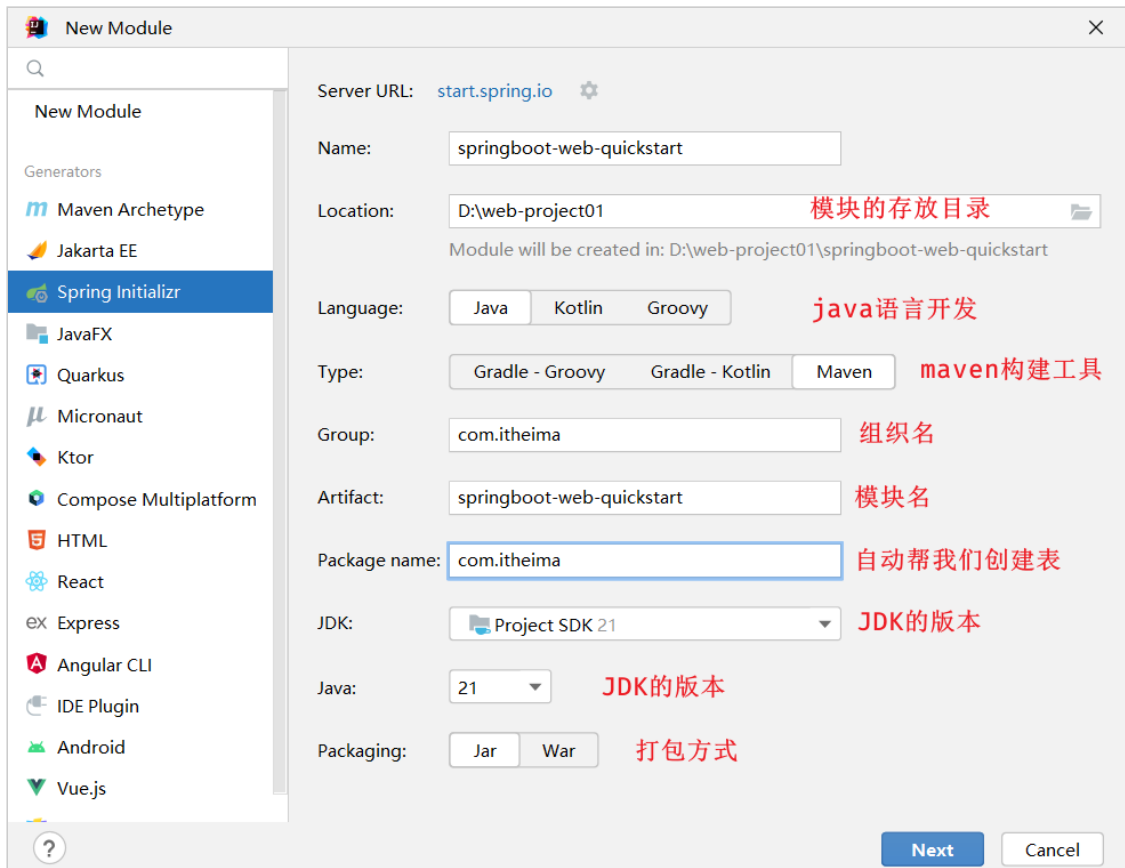 New Module
New Module
Generators
Maven Archetype
Jakarta EE
Spring Initializr
JavaFX
Quarkus
Micronaut
Ktor
Compose Multiplatform
HTML
React
Express
Angular CLI
IDE Plugin
Android
Vue.js
Server URL: start.spring.io
Name: springboot-web-quickstart
Location: D:\web-project01 模块的存放目录
Module will be created in: D:\web-project01\springboot-web-quickstart
Language: Java Kotlin Groovy java语言开发
Type: Gradle - Groovy Gradle - Kotlin Maven maven构建工具
Group: com.itheima 组织名
Artifact: springboot-web-quickstart 模块名
Package name: com.itheima 自动帮我们创建表
JDK: Project SDK 21 JDK的版本
Java: 21 JDK的版本
Packaging: Jar War 打包方式
? Next Cancel